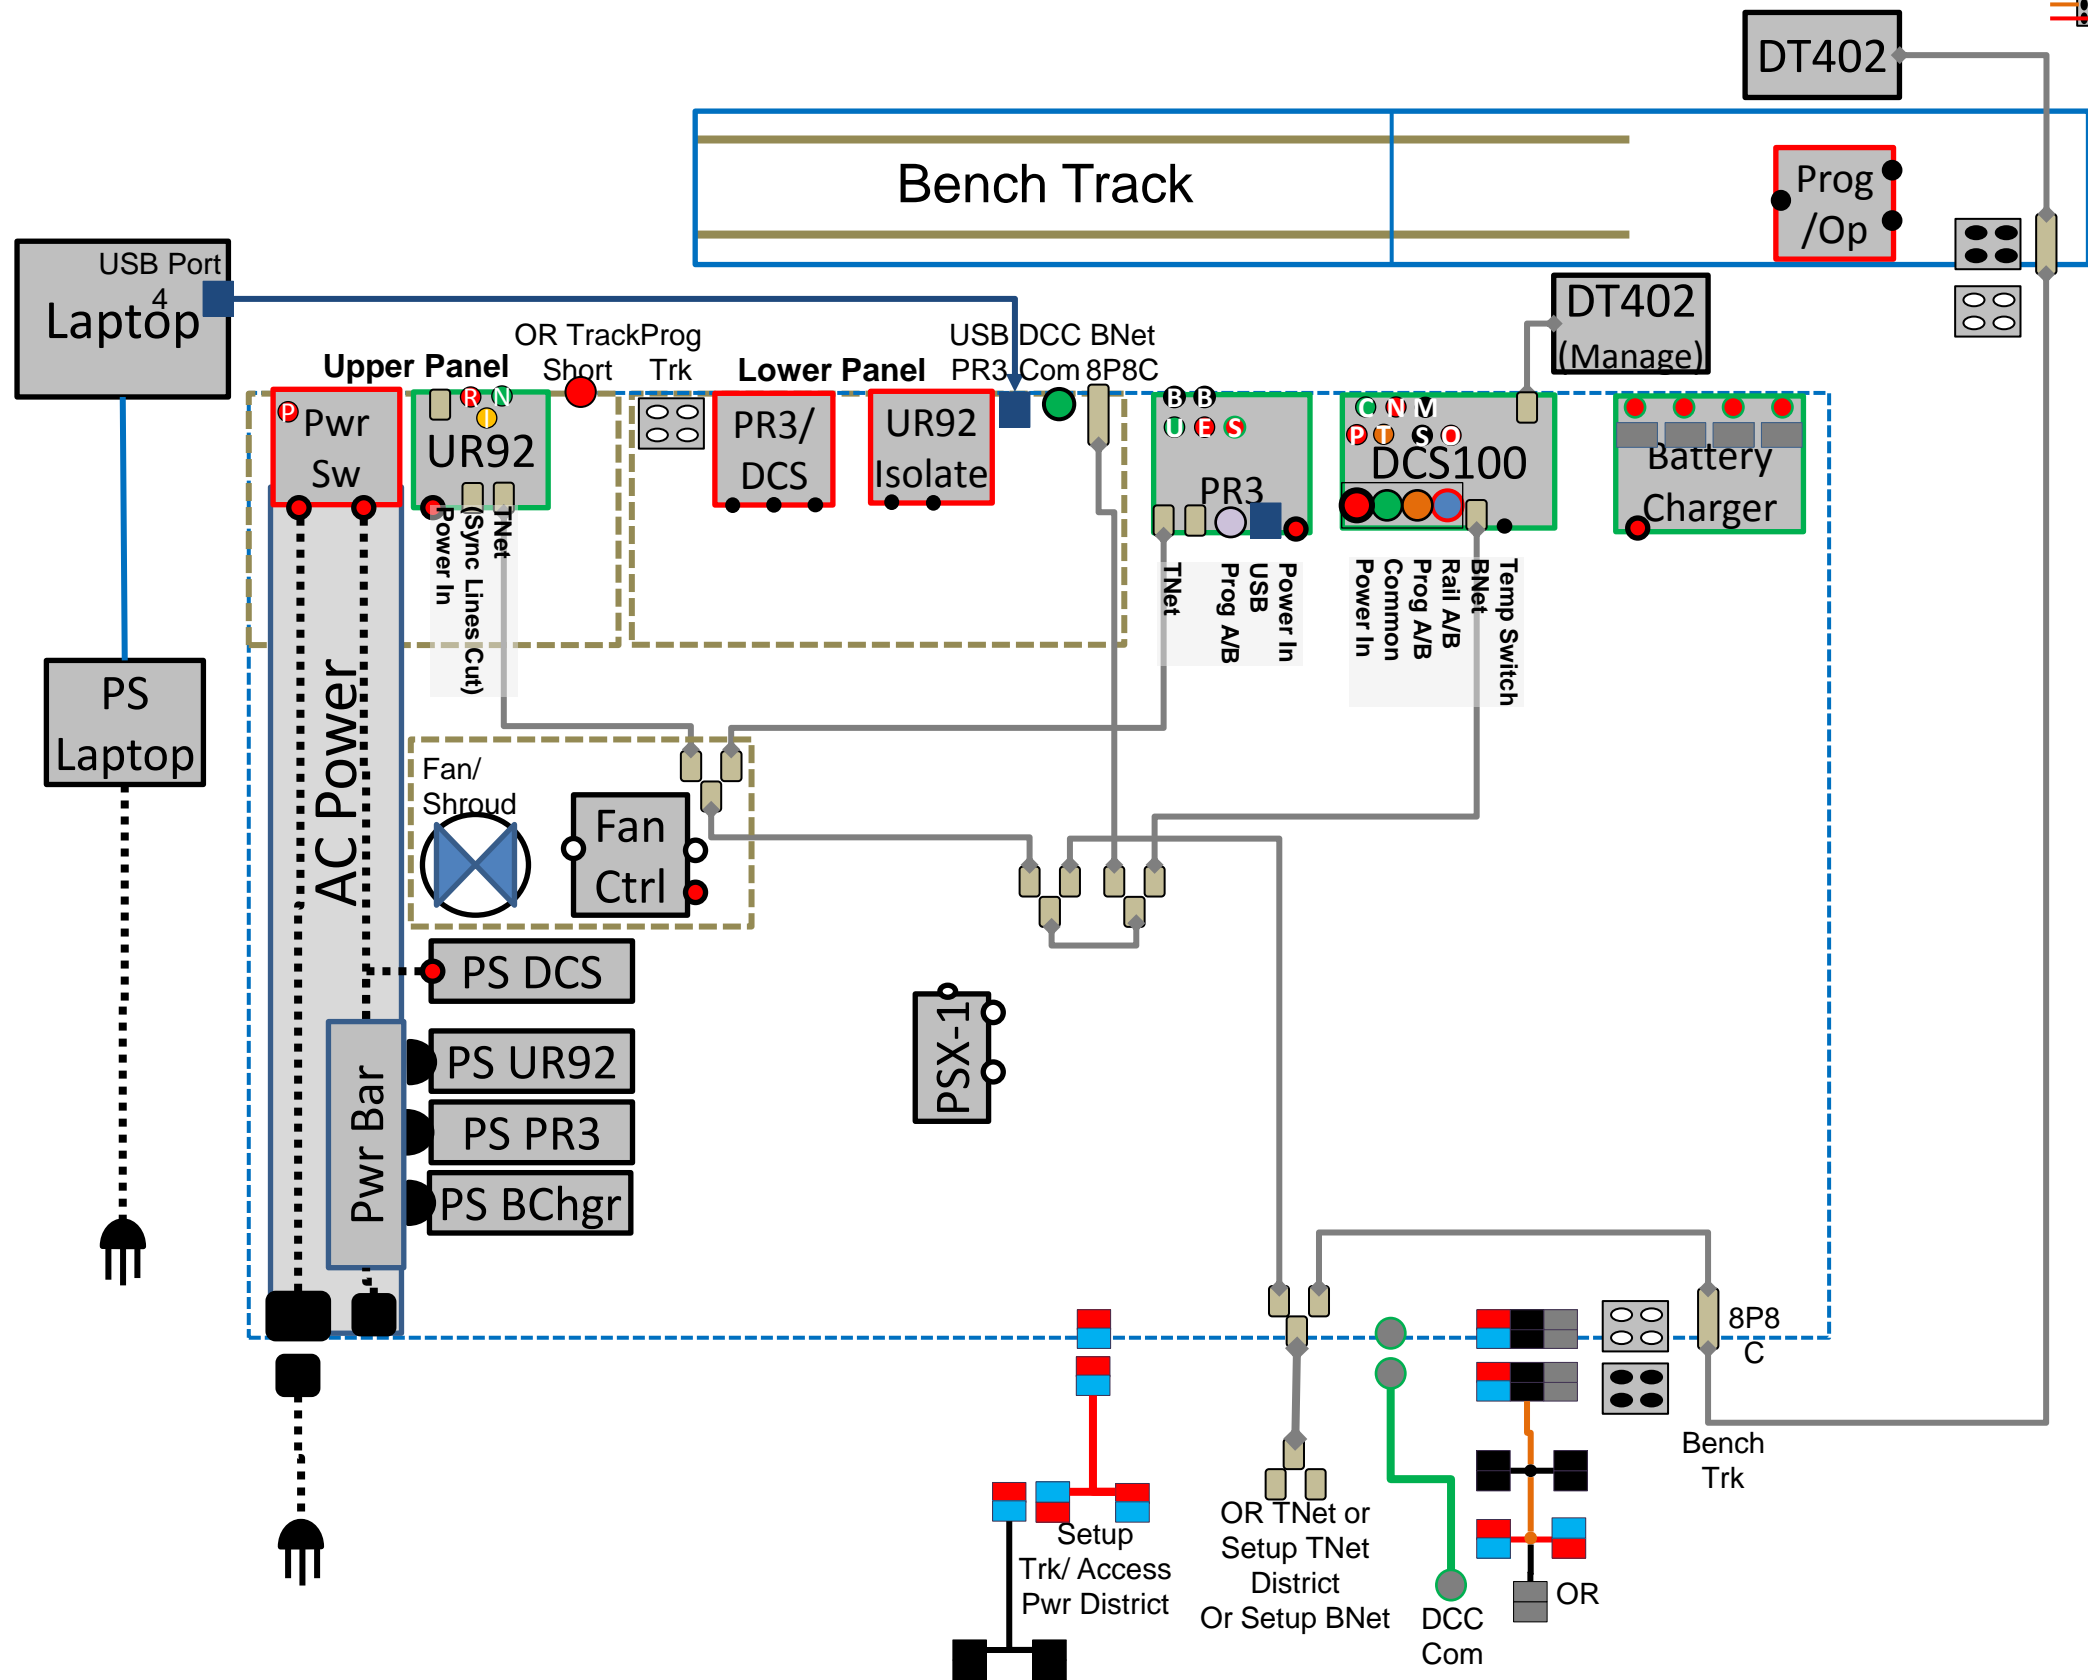 DT402
Bench Track
Prog
/Op
USB Port
4
Laptop
DT402
(Manage)
OR Track
Short
Prog
Trk
USB
PR3
DCC
Com
BNet
8P8C
Upper Panel
Lower Panel
P
Pwr
Sw
R
N
T
UR92
PR3/
DCS
UR92
Isolate
B
B
U
E
S
PR3
C
N
M
P
T
S
O
DCS100
Battery
Charger
Power In
(Sync Lines Cut)
TNet
TNet
Prog A/B
USB
Power In
Power In
Common
Prog A/B
Rail A/B
BNet
Temp Switch
PS
Laptop
AC Power
Fan/
Shroud
Fan
Ctrl
PS DCS
PS UR92
PS PR3
PS BChgr
Pwr Bar
PSX-1
8P8
C
Bench
Trk
Setup
Trk/ Access
Pwr District
OR TNet or
Setup TNet
District
Or Setup BNet
DCC
Com
OR